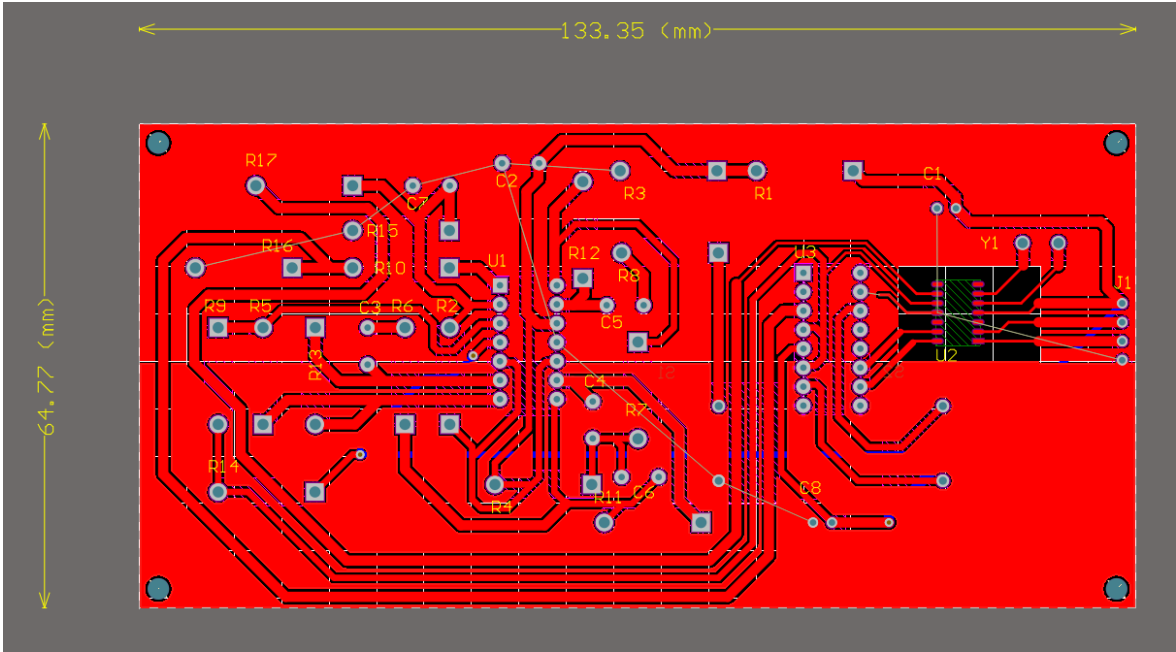 133.35 (mm)
64.77 (mm)
R17
C2
C7
R3
R1
C1
R15
R16
R10
U1
R12
R8
U3
Y1
J1
R9
R5
C3
R6
R2
C5
R13
U2
C4
R7
R14
R4
R11
C6
C8